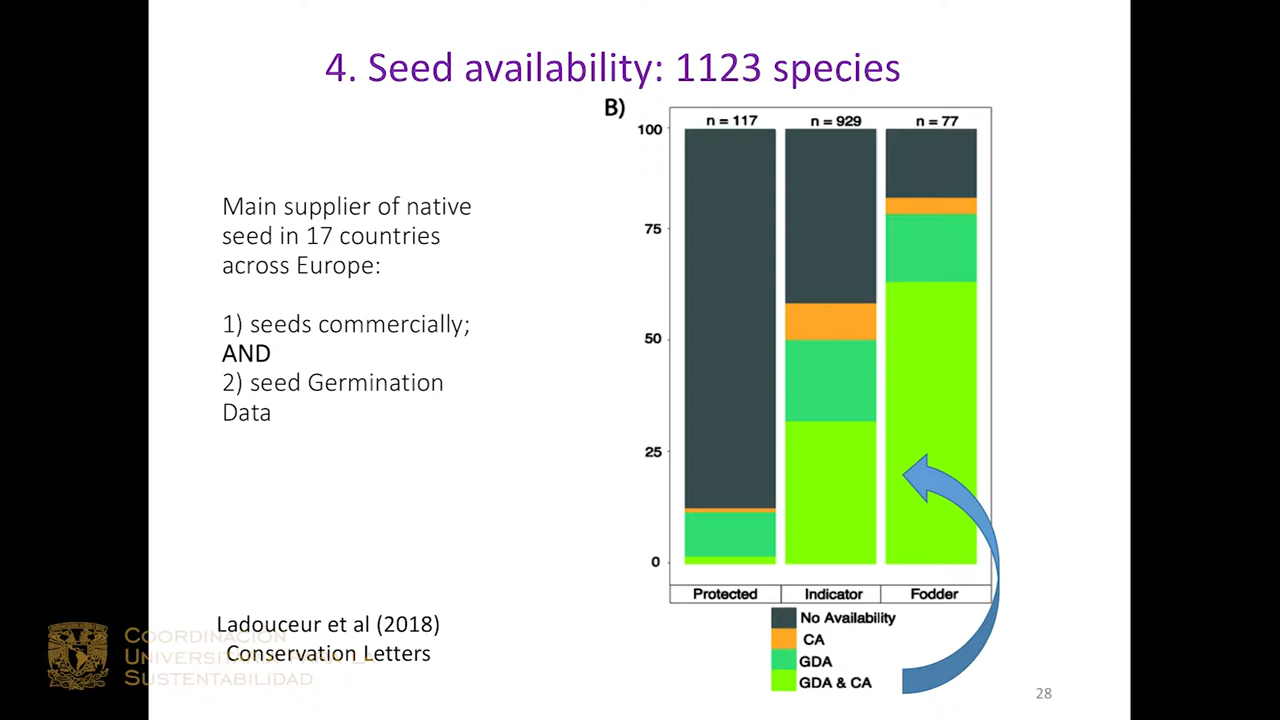 4. Seed availability: 1123 species
B)
n = 117
n = 929
n = 77
100
75
50
25
0
Main supplier of native
seed in 17 countries
across Europe:
1) seeds commercially;
AND
2) seed Germination
Data
Protected
Indicator
Fodder
No Availability
CA
GDA
GDA & CA
Ladouceur et al (2018)
Conservation Letters
COORDINACIÓN
UNIVERSITARIA PARA LA
SUSTENTABILIDAD
28